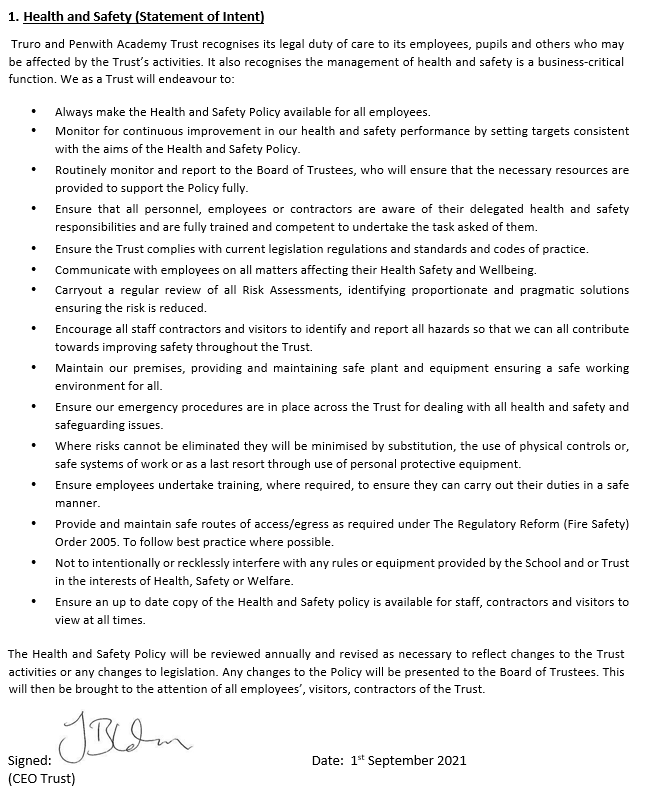 1. Health and Safety (Statement of Intent)
Truro and Penwith Academy Trust recognises its legal duty of care to its employees, pupils and others who may
be affected by the Trust's activities. It also recognises the management of health and safety is a business-critical
function. We as a Trust will endeavour to:
• Always make the Health and Safety Policy available for all employees.
• Monitor for continuous improvement in our health and safety performance by setting targets consistent
with the aims of the Health and Safety Policy.
• Routinely monitor and report to the Board of Trustees, who will ensure that the necessary resources are
provided to support the Policy fully.
• Ensure that all personnel, employees or contractors are aware of their delegated health and safety
responsibilities and are fully trained and competent to undertake the task asked of them.
• Ensure the Trust complies with current legislation regulations and standards and codes of practice.
• Communicate with employees on all matters affecting their Health Safety and Wellbeing.
• Carryout a regular review of all Risk Assessments, identifying proportionate and pragmatic solutions
ensuring the risk is reduced.
• Encourage all staff contractors and visitors to identify and report all hazards so that we can all contribute
towards improving safety throughout the Trust.
• Maintain our premises, providing and maintaining safe plant and equipment ensuring a safe working
environment for all.
• Ensure our emergency procedures are in place across the Trust for dealing with all health and safety and
safeguarding issues.
• Where risks cannot be eliminated they will be minimised by substitution, the use of physical controls or,
safe systems of work or as a last resort through use of personal protective equipment.
• Ensure employees undertake training, where required, to ensure they can carry out their duties in a safe
manner.
• Provide and maintain safe routes of access/egress as required under The Regulatory Reform (Fire Safety)
Order 2005. To follow best practice where possible.
• Not to intentionally or recklessly interfere with any rules or equipment provided by the School and or Trust
in the interests of Health, Safety or Welfare.
• Ensure an up to date copy of the Health and Safety policy is available for staff, contractors and visitors to
view at all times.
The Health and Safety Policy will be reviewed annually and revised as necessary to reflect changes to the Trust
activities or any changes to legislation. Any changes to the Policy will be presented to the Board of Trustees. This
will then be brought to the attention of all employees', visitors, contractors of the Trust.
Signed: Date: 1st September 2021
(CEO Trust)